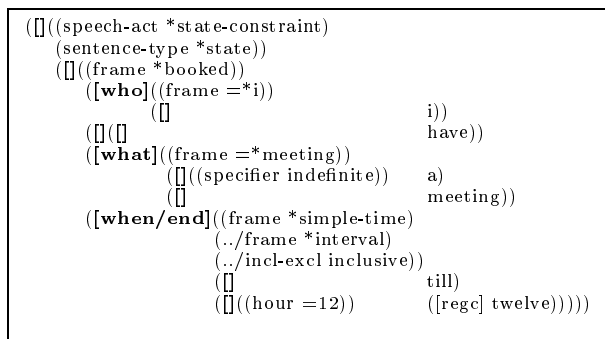 ([]((speech-act *state-constraint)
(sentence-type *state))
([]((frame *booked))
([who]((frame =*i))
([] i))
([]([] have))
([what]((frame =*meeting))
([]((specifier indefinite)) a)
([] meeting))
([when/end]((frame *simple-time)
(../frame *interval)
(../incl-excl inclusive))
([] till)
([]((hour =12)) ([regc] twelve)))))